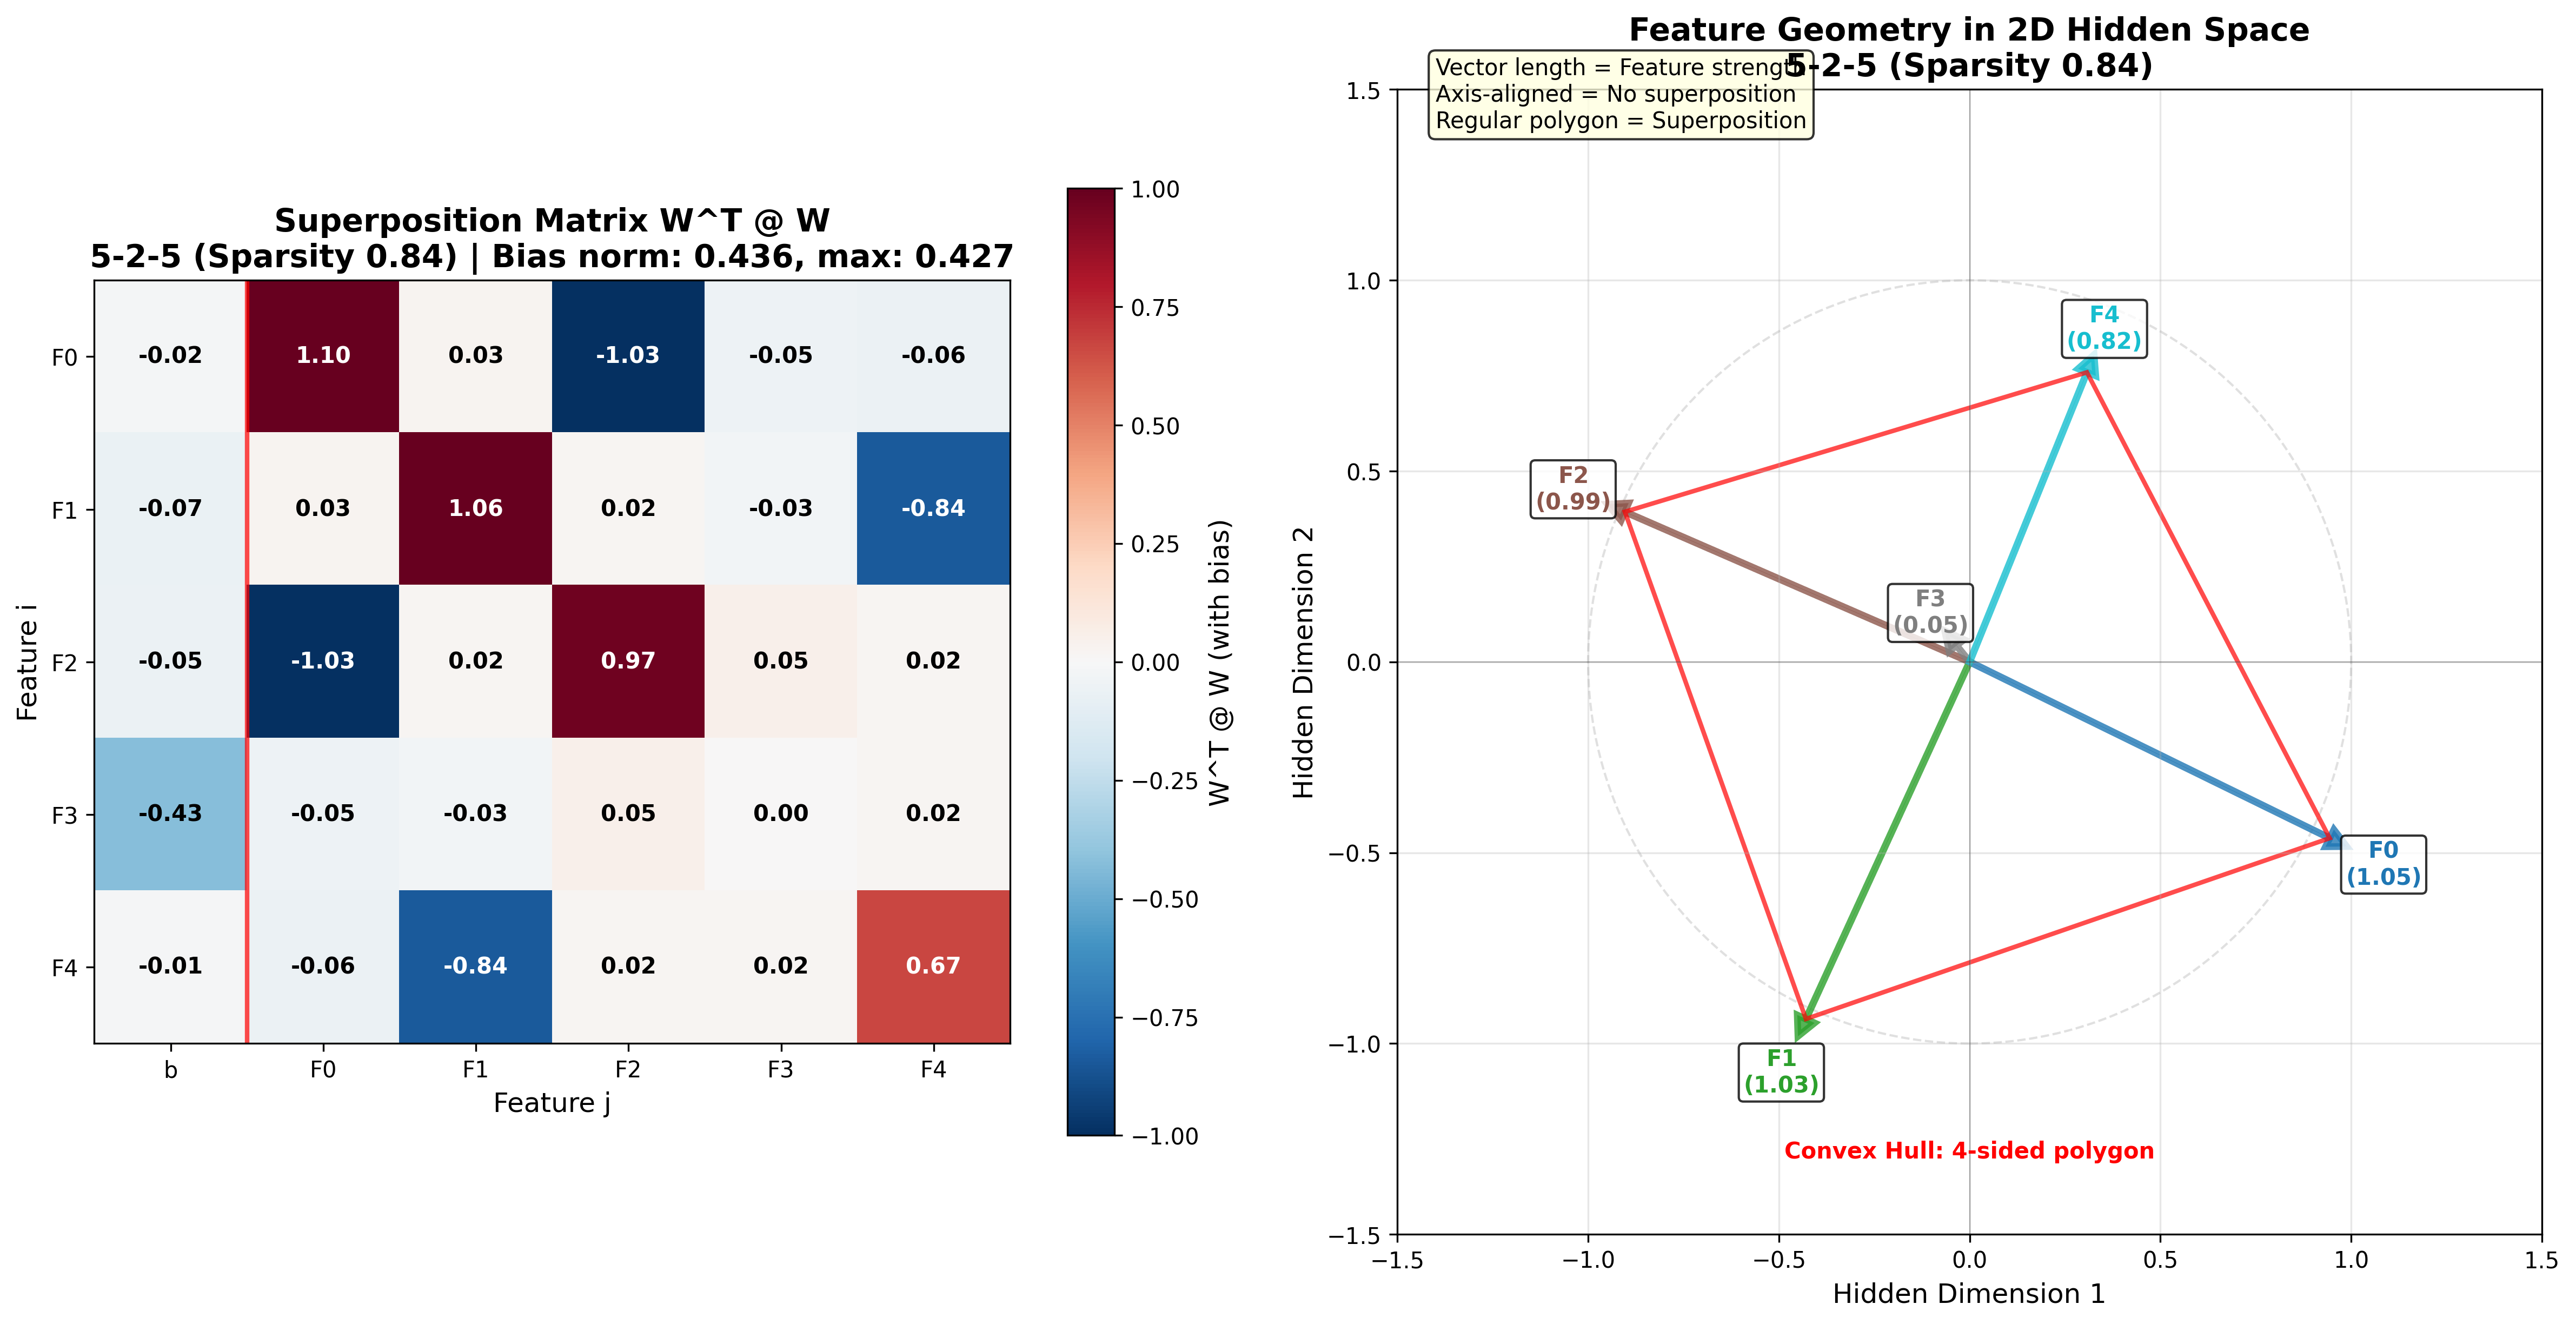 Superposition Matrix W^T @ W
5-2-5 (Sparsity 0.84) | Bias norm: 0.436, max: 0.427
Feature i
F0
-0.02 1.10 0.03 -1.03 -0.05 -0.06
F1
-0.07 0.03 1.06 0.02 -0.03 -0.84
F2
-0.05 -1.03 0.02 0.97 0.05 0.02
F3
-0.43 -0.05 -0.03 0.05 0.00 0.02
F4
-0.01 -0.06 -0.84 0.02 0.02 0.67
b F0 F1 F2 F3 F4
Feature j
1.00
0.75
0.50
0.25
0.00
−0.25
−0.50
−0.75
−1.00
W^T @ W (with bias)
Feature Geometry in 2D Hidden Space
5-2-5 (Sparsity 0.84)
Vector length = Feature strength
Axis-aligned = No superposition
Regular polygon = Superposition
Hidden Dimension 2
1.5
1.0
0.5
0.0
−0.5
−1.0
−1.5
F4
(0.82)
F2
(0.99)
F3
(0.05)
F0
(1.05)
F1
(1.03)
Convex Hull: 4-sided polygon
−1.5 −1.0 −0.5 0.0 0.5 1.0 1.5
Hidden Dimension 1